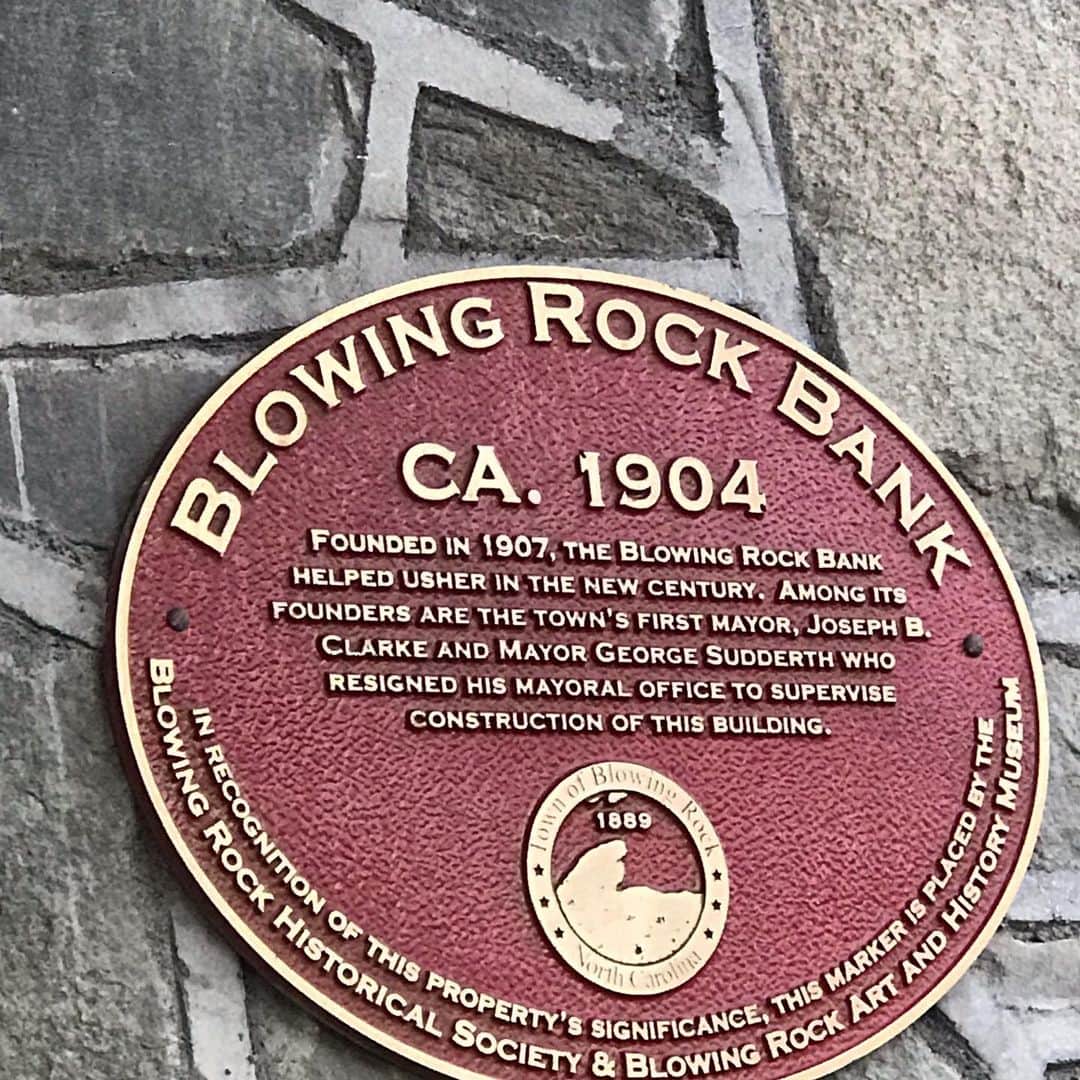 BLOWING ROCK BANK
CA. 1904
FOUNDED IN 1907, THE BLOWING ROCK BANK
HELPED USHER IN THE NEW CENTURY. AMONG ITS
FOUNDERS ARE THE TOWN'S FIRST MAYOR, JOSEPH B.
CLARKE AND MAYOR GEORGE SUDDERTH WHO
RESIGNED HIS MAYORAL OFFICE TO SUPERVISE
CONSTRUCTION OF THIS BUILDING.
Town of Blowing Rock
1889
North Carolina
IN RECOGNITION OF THIS PROPERTY'S SIGNIFICANCE, THIS MARKER IS PLACED BY THE
BLOWING ROCK HISTORICAL SOCIETY & BLOWING ROCK ART AND HISTORY MUSEUM